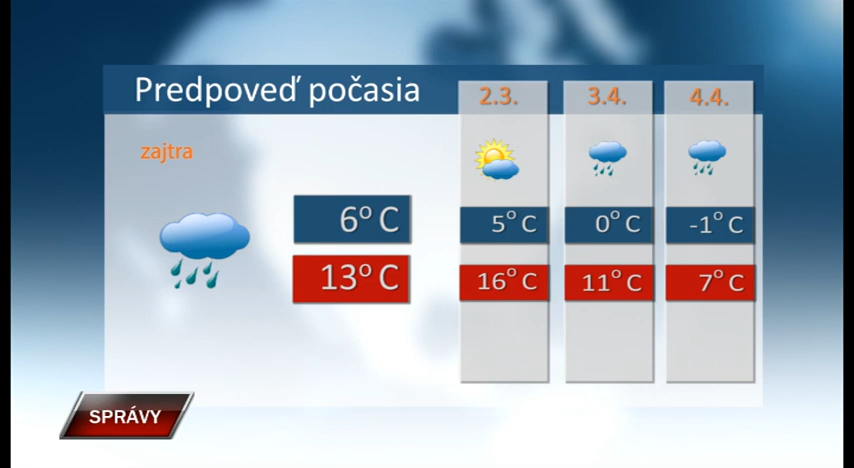 Predpoveď počasia
2.3.
3.4.
4.4.
zajtra
6° C
13° C
5° C
0° C
-1° C
16° C
11° C
7° C
SPRÁVY